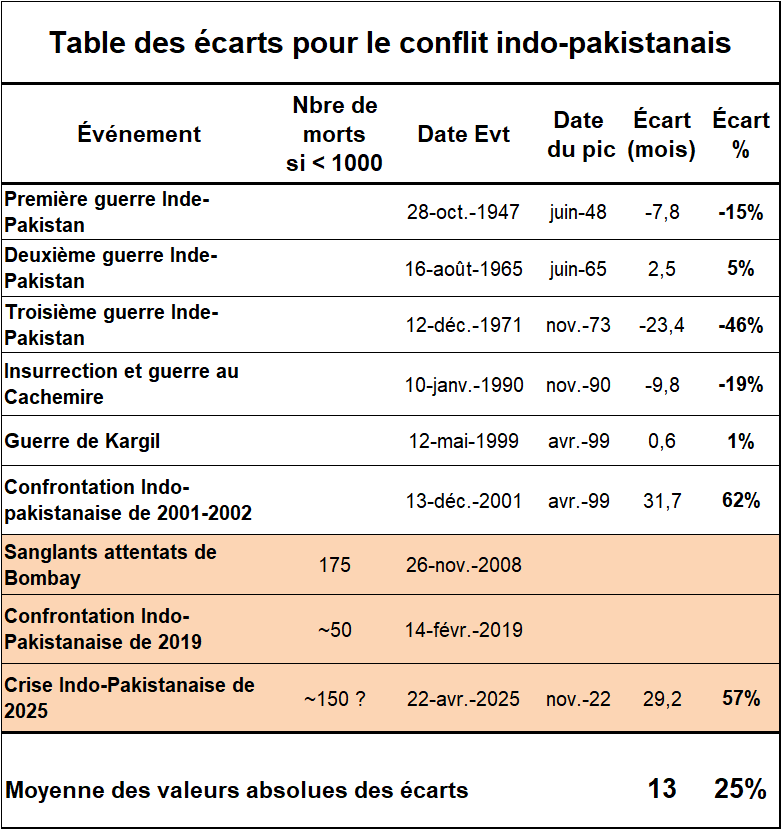 Table des écarts pour le conflit indo-pakistanais
Événement Nbre de morts si < 1000 Date Evt Date du pic Écart (mois) Écart %
Première guerre Inde-Pakistan 28-oct.-1947 juin-48 -7,8 -15%
Deuxième guerre Inde-Pakistan 16-août-1965 juin-65 2,5 5%
Troisième guerre Inde-Pakistan 12-déc.-1971 nov.-73 -23,4 -46%
Insurrection et guerre au Cachemire 10-janv.-1990 nov.-90 -9,8 -19%
Guerre de Kargil 12-mai-1999 avr.-99 0,6 1%
Confrontation Indo-pakistanaise de 2001-2002 13-déc.-2001 avr.-99 31,7 62%
Sanglants attentats de Bombay 175 26-nov.-2008
Confrontation Indo-Pakistanaise de 2019 ~50 14-févr.-2019
Crise Indo-Pakistanaise de 2025 ~150 ? 22-avr.-2025 nov.-22 29,2 57%
Moyenne des valeurs absolues des écarts 13 25%